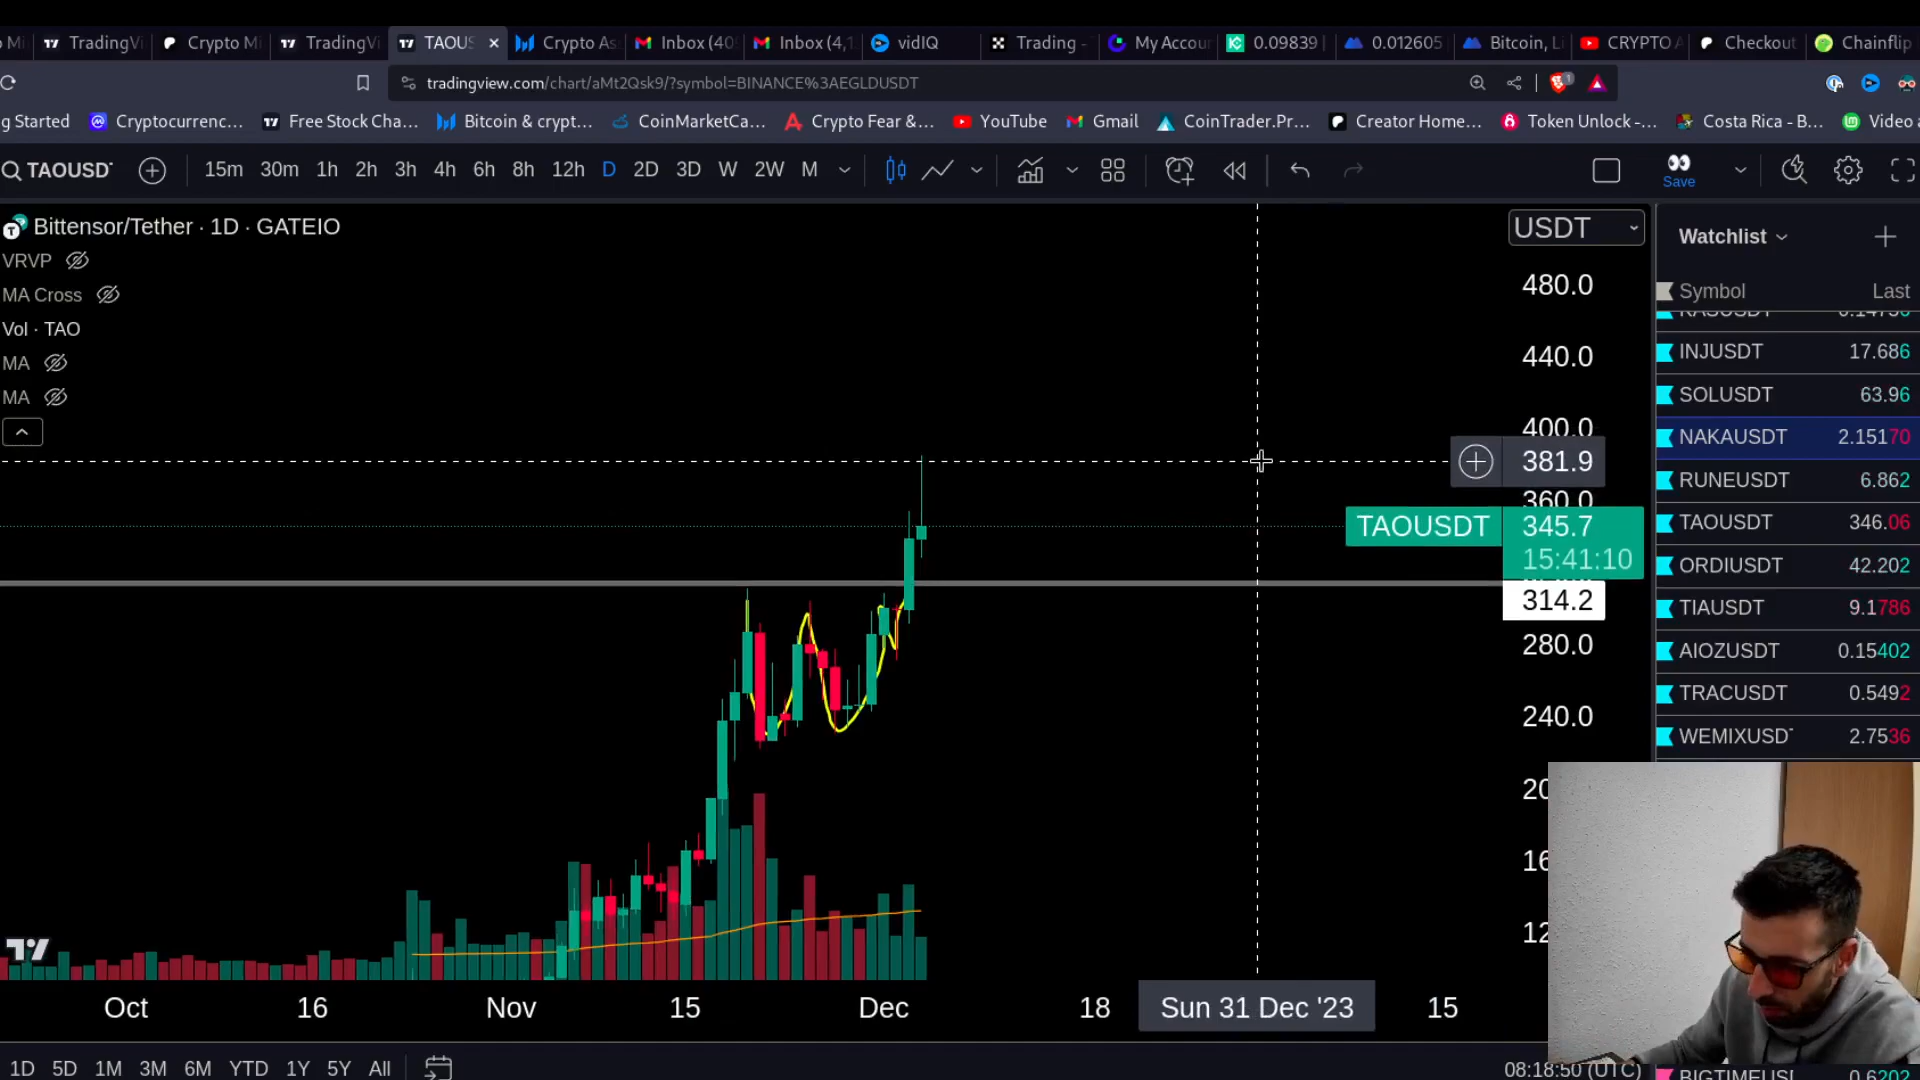 TradingVi
Crypto Mi
TradingVi
TAOUS
Crypto As
Inbox (40
Inbox (4,1
vidIQ
Trading -
My Accou
0.09839
0.012605
Bitcoin, Li
CRYPTO A
Checkout
Chainflip
tradingview.com/chart/aMt2Qsk9/?symbol=BINANCE%3AEGLDUSDT
g Started
Cryptocurrenc...
Free Stock Cha...
Bitcoin & crypt...
CoinMarketCa...
Crypto Fear &...
YouTube
Gmail
CoinTrader.Pr...
Creator Home...
Token Unlock -...
Costa Rica - B...
Video a
TAOUSD
15m 30m 1h 2h 3h 4h 6h 8h 12h D 2D 3D W 2W M
Save
Bittensor/Tether · 1D · GATEIO
VRVP
MA Cross
Vol · TAO
MA
MA
USDT
480.0
440.0
400.0
381.9
360.0
TAOUSDT 345.7
15:41:10
314.2
280.0
240.0
20
16
12
Watchlist
Symbol Last
INJUSDT 17.686
SOLUSDT 63.96
NAKAUSDT 2.15170
RUNEUSDT 6.862
TAOUSDT 346.06
ORDIUSDT 42.202
TIAUSDT 9.1786
AIOZUSDT 0.15402
TRACUSDT 0.5492
WEMIXUSD 2.7536
Oct 16 Nov 15 Dec 18 Sun 31 Dec '23 15
1D 5D 1M 3M 6M YTD 1Y 5Y All
08:18:50 (UTC)
0.6202